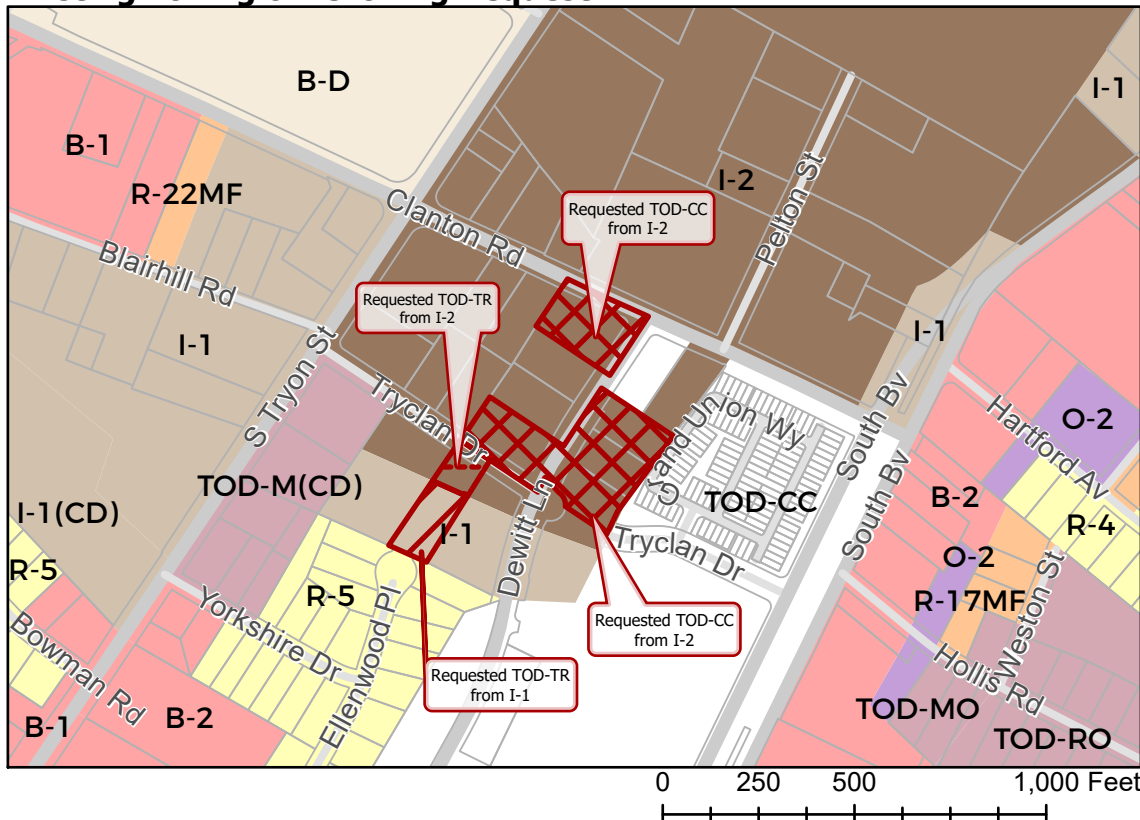 B-D
I-1
B-1
R-22MF
I-2
Pelton St
Clanton Rd
Requested TOD-CC
from I-2
Blairhill Rd
Requested TOD-TR
from I-2
I-1
I-1
S Tryon St
Tryclan Dr
Hartford Av
O-2
Grand Union Wy
South Bv
South Bv
TOD-M(CD)
TOD-CC
B-2
R-4
I-1(CD)
I-1
Dewitt Ln
Tryclan Dr
O-2
R-5
R-5
R-17MF
Weston St
Yorkshire Dr
Ellenwood Pl
Requested TOD-CC
from I-2
Bowman Rd
Hollis Rd
Requested TOD-TR
from I-1
B-1
B-2
TOD-MO
TOD-RO
0 250 500 1,000 Feet